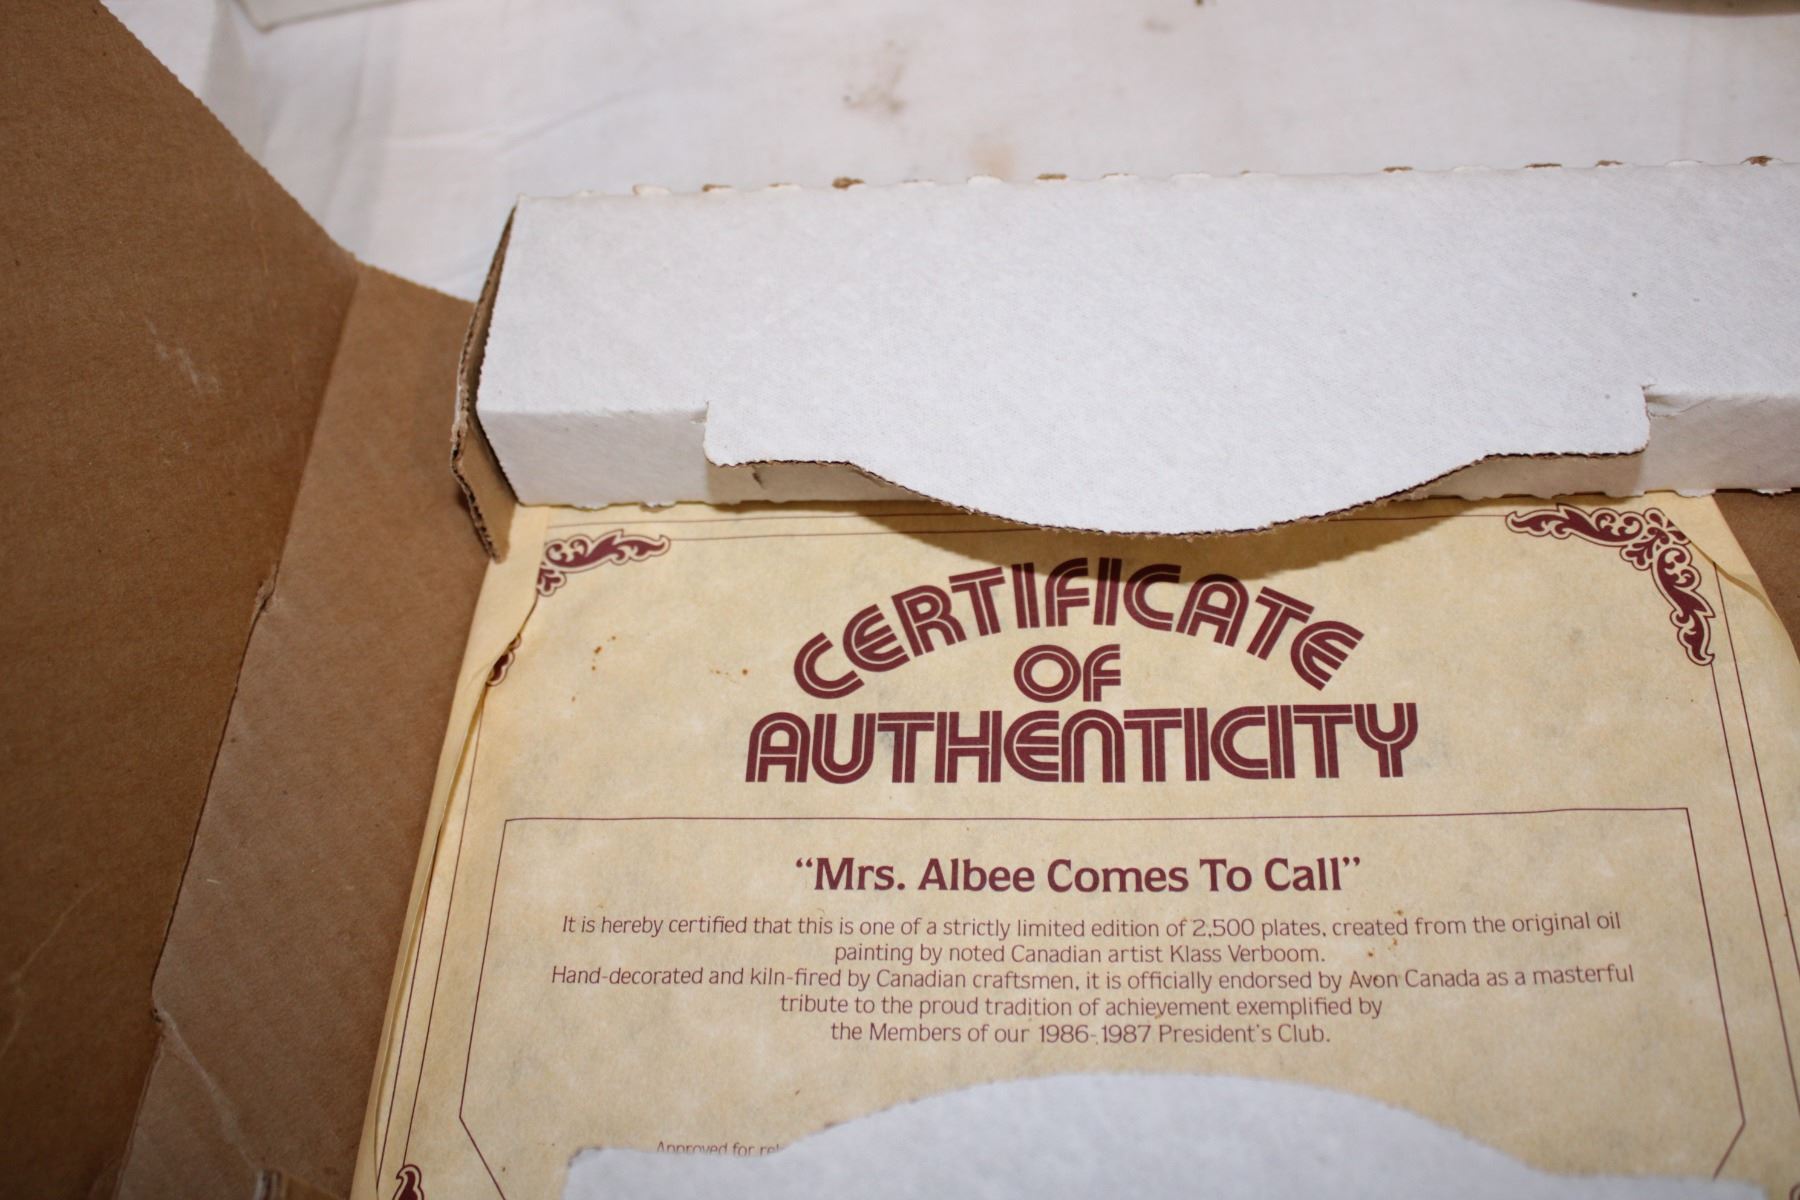 CERTIFICATE
OF
AUTHENTICITY
“Mrs. Albee Comes To Call”
It is hereby certified that this is one of a strictly limited edition of 2,500 plates, created from the original oil
painting by noted Canadian artist Klass Verboom.
Hand-decorated and kiln-fired by Canadian craftsmen, it is officially endorsed by Avon Canada as a masterful
tribute to the proud tradition of achievement exemplified by
the Members of our 1986-1987 President's Club.
Approved for